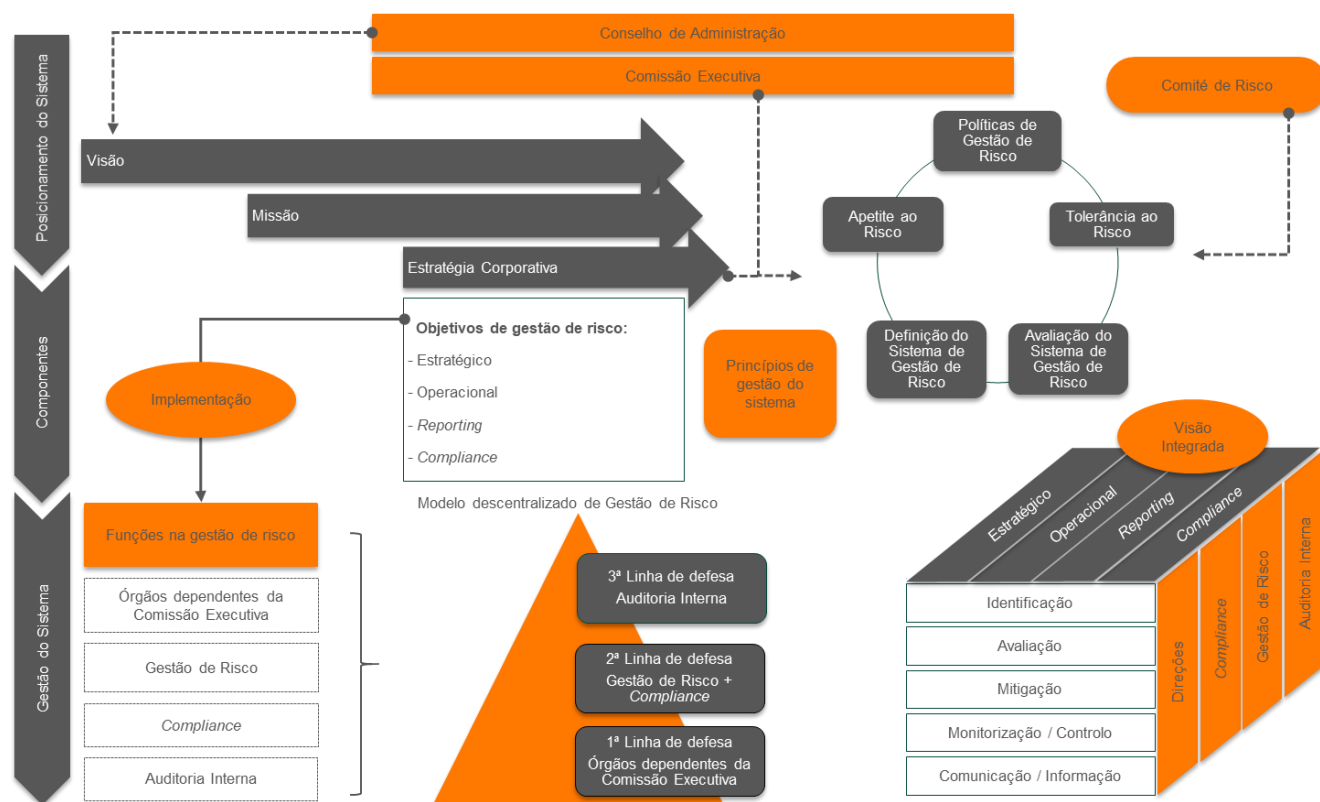 Posicionamento do Sistema
Conselho de Administração
Comissão Executiva
Comité de Risco
Visão
Missão
Estratégia Corporativa
Políticas de
Gestão de
Risco
Apetite ao
Risco
Tolerância ao
Risco
Definição do
Sistema de
Gestão de
Risco
Avaliação do
Sistema de
Gestão de
Risco
Componentes
Implementação
Objetivos de gestão de risco:
- Estratégico
- Operacional
- Reporting
- Compliance
Princípios de
gestão do
sistema
Gestão do Sistema
Funções na gestão de risco
Órgãos dependentes da
Comissão Executiva
Gestão de Risco
Compliance
Auditoria Interna
Modelo descentralizado de Gestão de Risco
3ª Linha de defesa
Auditoria Interna
2ª Linha de defesa
Gestão de Risco +
Compliance
1ª Linha de defesa
Órgãos dependentes da
Comissão Executiva
Visão
Integrada
Estratégico
Operacional
Reporting
Compliance
Identificação
Avaliação
Mitigação
Monitorização / Controlo
Comunicação / Informação
Direções
Compliance
Gestão de Risco
Auditoria Interna